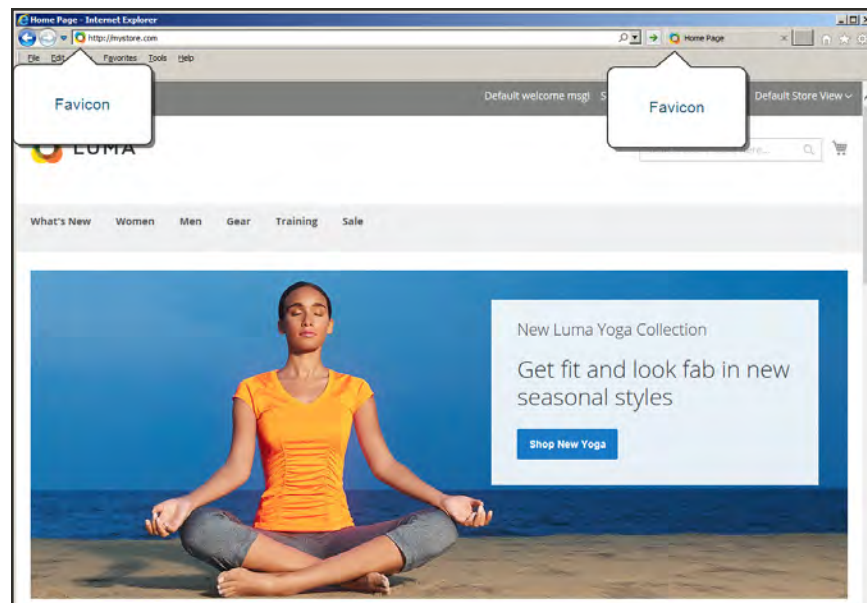 Home Page - Internet Explorer
http://mystore.com
Home Page
File Edit Favorites Tools Help
Favicon
Favicon
Default welcome msg! Default Store View
LUMA
What's New Women Men Gear Training Sale
New Luma Yoga Collection
Get fit and look fab in new
seasonal styles
Shop New Yoga